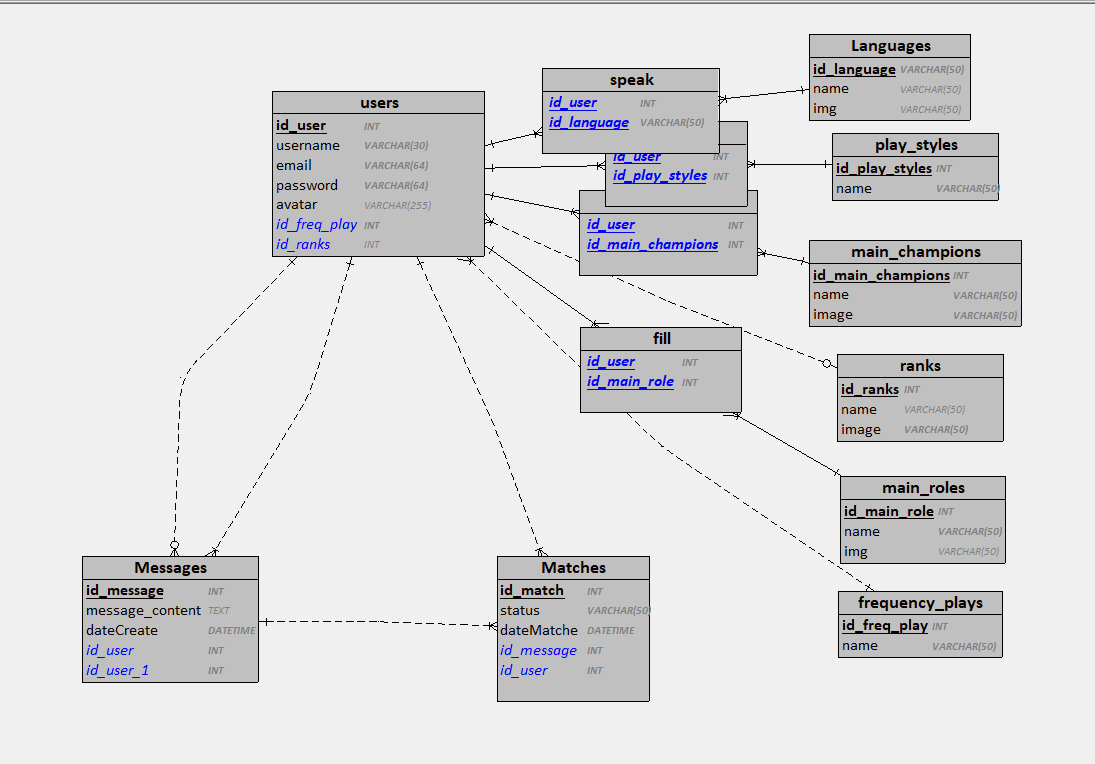 users
id_user INT
username VARCHAR(30)
email VARCHAR(64)
password VARCHAR(64)
avatar VARCHAR(255)
id_freq_play INT
id_ranks INT
speak
id_user INT
id_language VARCHAR(50)
id_user INT
id_play_styles INT
id_user INT
id_main_champions INT
fill
id_user INT
id_main_role INT
Languages
id_language VARCHAR(50)
name VARCHAR(50)
img VARCHAR(50)
play_styles
id_play_styles INT
name VARCHAR(50)
main_champions
id_main_champions INT
name VARCHAR(50)
image VARCHAR(50)
ranks
id_ranks INT
name VARCHAR(50)
image VARCHAR(50)
main_roles
id_main_role INT
name VARCHAR(50)
img VARCHAR(50)
frequency_plays
id_freq_play INT
name VARCHAR(50)
Messages
id_message INT
message_content TEXT
dateCreate DATETIME
id_user INT
id_user_1 INT
Matches
id_match INT
status VARCHAR(50)
dateMatche DATETIME
id_message INT
id_user INT